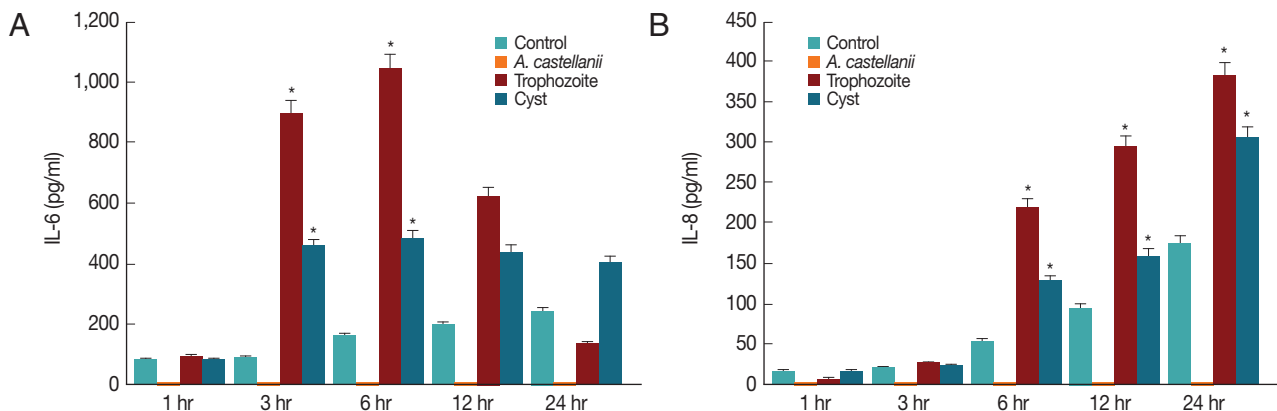 A
IL-6 (pg/ml)
1,200
1,000
800
600
400
200
0
Control
A. castellanii
Trophozoite
Cyst
*
*
*
*
1 hr 3 hr 6 hr 12 hr 24 hr
B
IL-8 (pg/ml)
450
400
350
300
250
200
150
100
50
0
Control
A. castellanii
Trophozoite
Cyst
*
*
*
*
*
*
1 hr 3 hr 6 hr 12 hr 24 hr